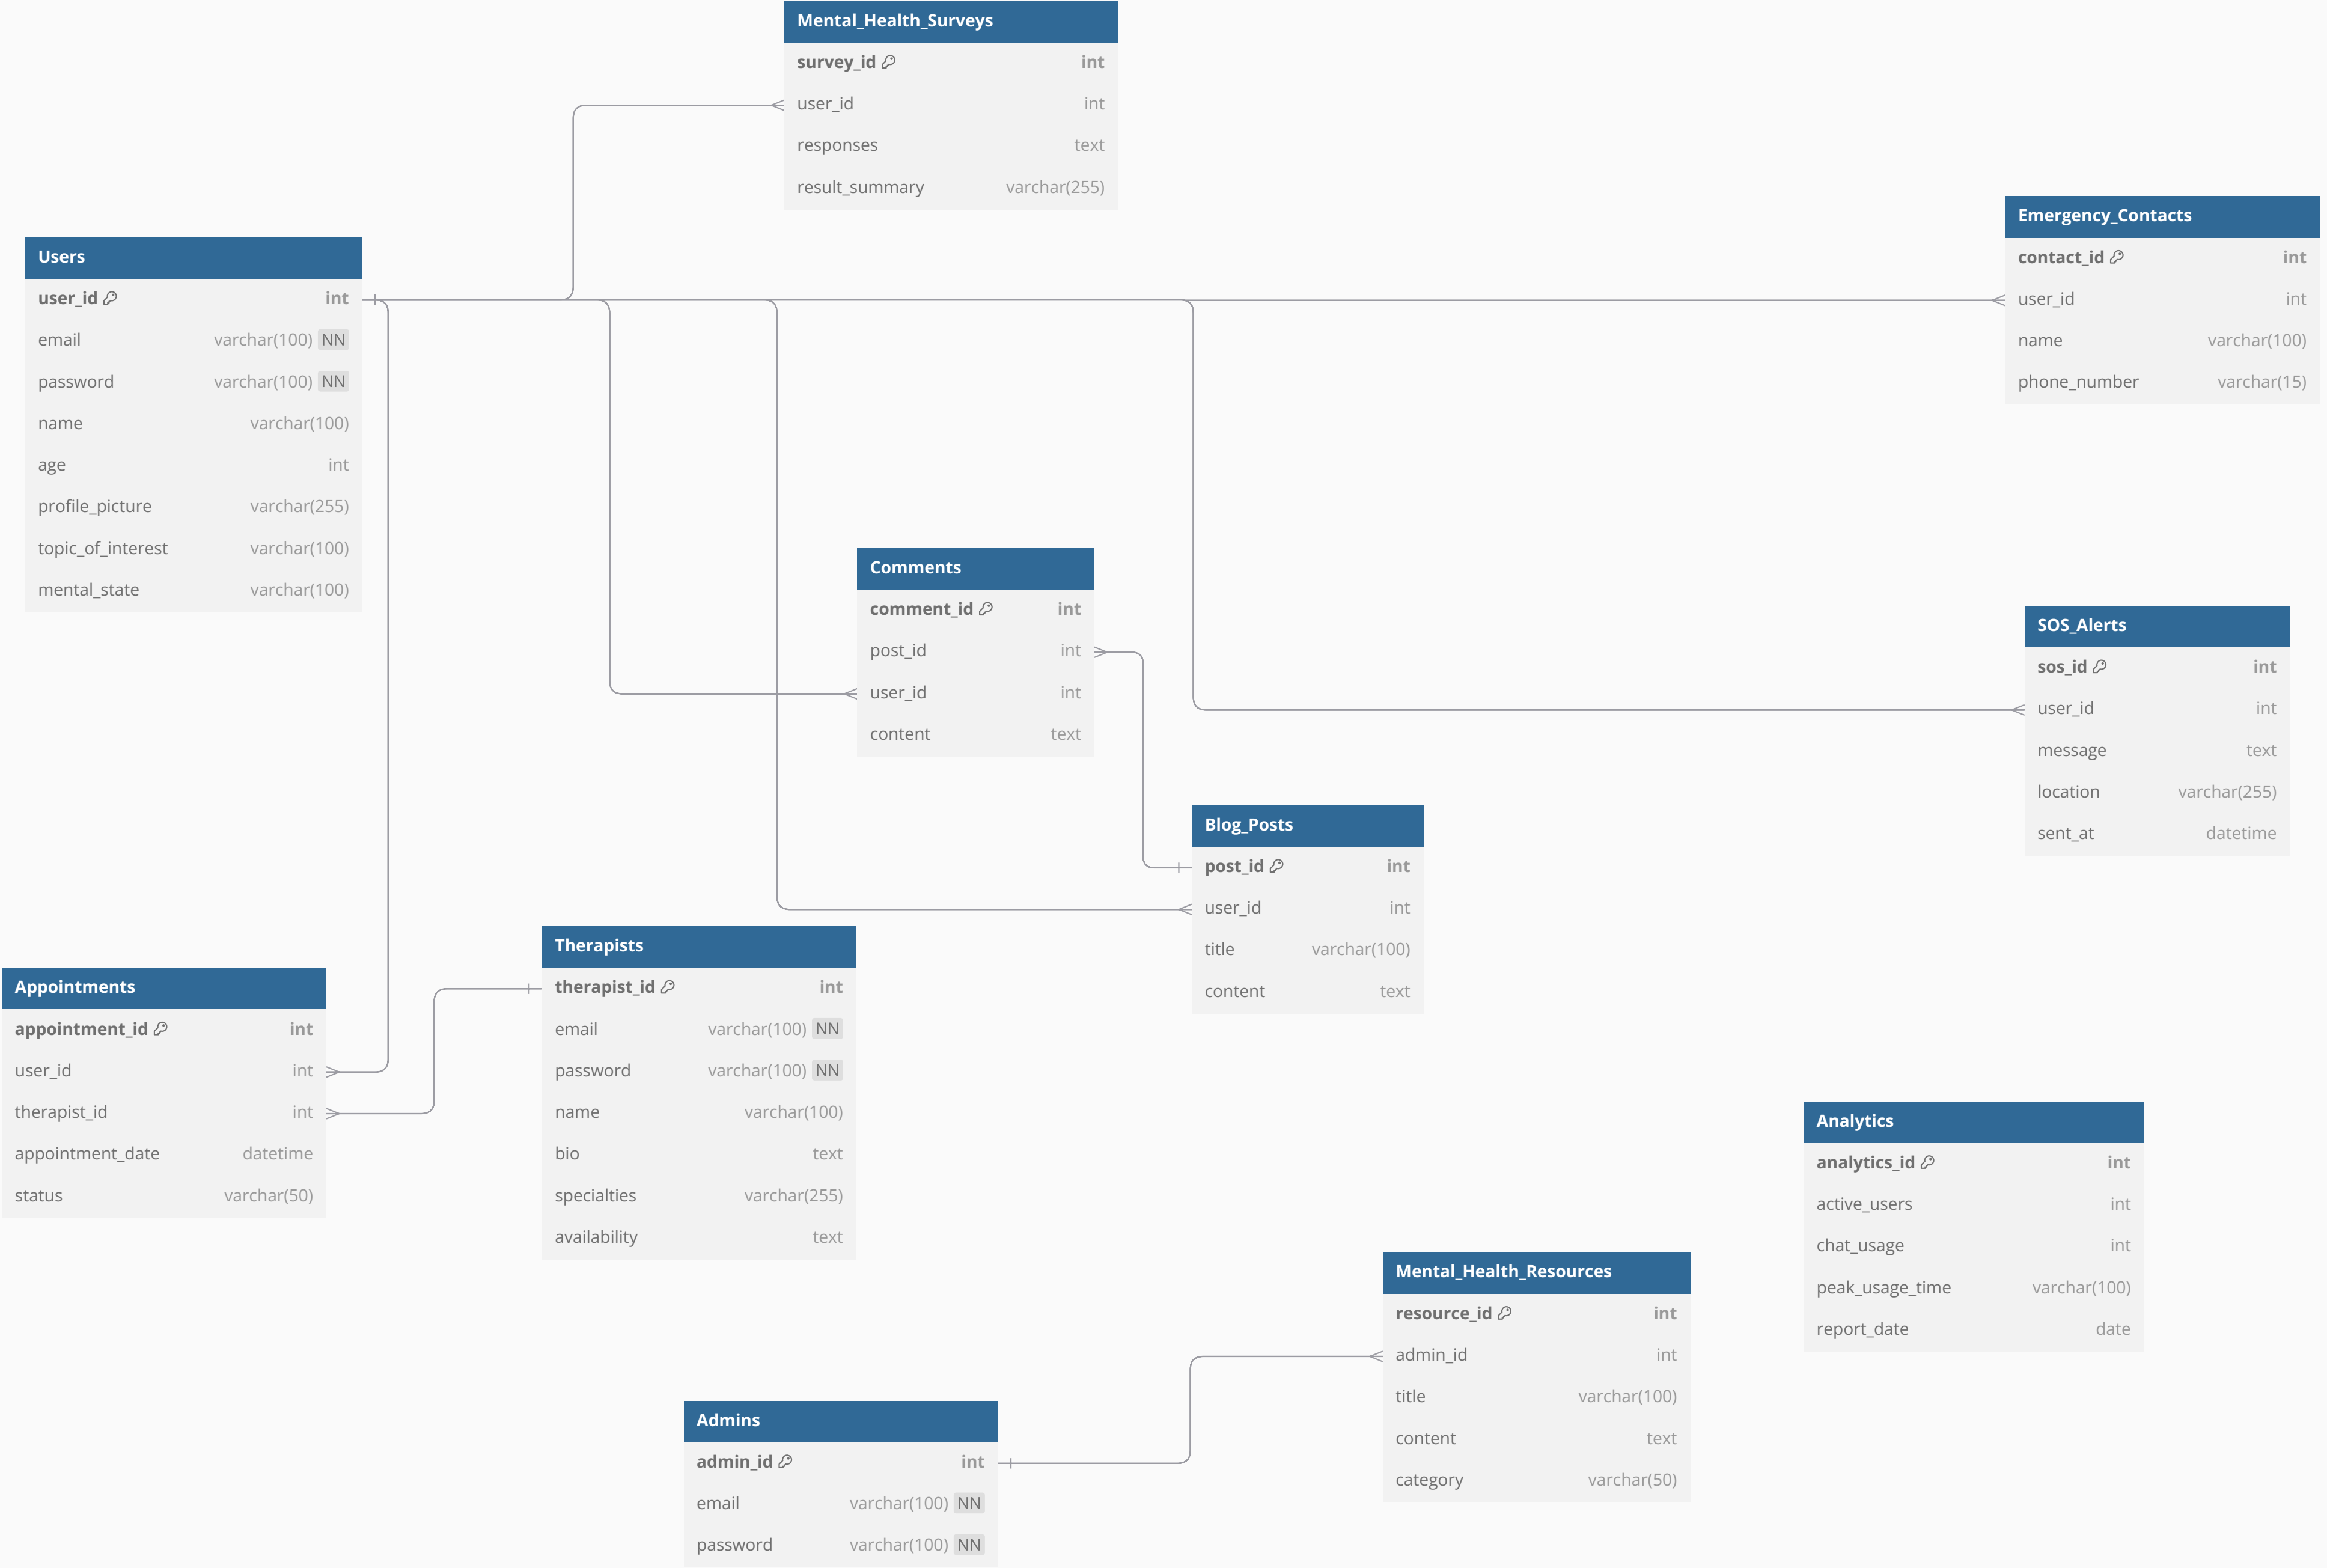 Mental_Health_Surveys
survey_id int
user_id int
responses text
result_summary varchar(255)
Emergency_Contacts
contact_id int
user_id int
name varchar(100)
phone_number varchar(15)
Users
user_id int
email varchar(100) NN
password varchar(100) NN
name varchar(100)
age int
profile_picture varchar(255)
topic_of_interest varchar(100)
mental_state varchar(100)
Comments
comment_id int
post_id int
user_id int
content text
SOS_Alerts
sos_id int
user_id int
message text
location varchar(255)
sent_at datetime
Blog_Posts
post_id int
user_id int
title varchar(100)
content text
Therapists
therapist_id int
email varchar(100) NN
password varchar(100) NN
name varchar(100)
bio text
specialties varchar(255)
availability text
Appointments
appointment_id int
user_id int
therapist_id int
appointment_date datetime
status varchar(50)
Analytics
analytics_id int
active_users int
chat_usage int
peak_usage_time varchar(100)
report_date date
Mental_Health_Resources
resource_id int
admin_id int
title varchar(100)
content text
category varchar(50)
Admins
admin_id int
email varchar(100) NN
password varchar(100) NN